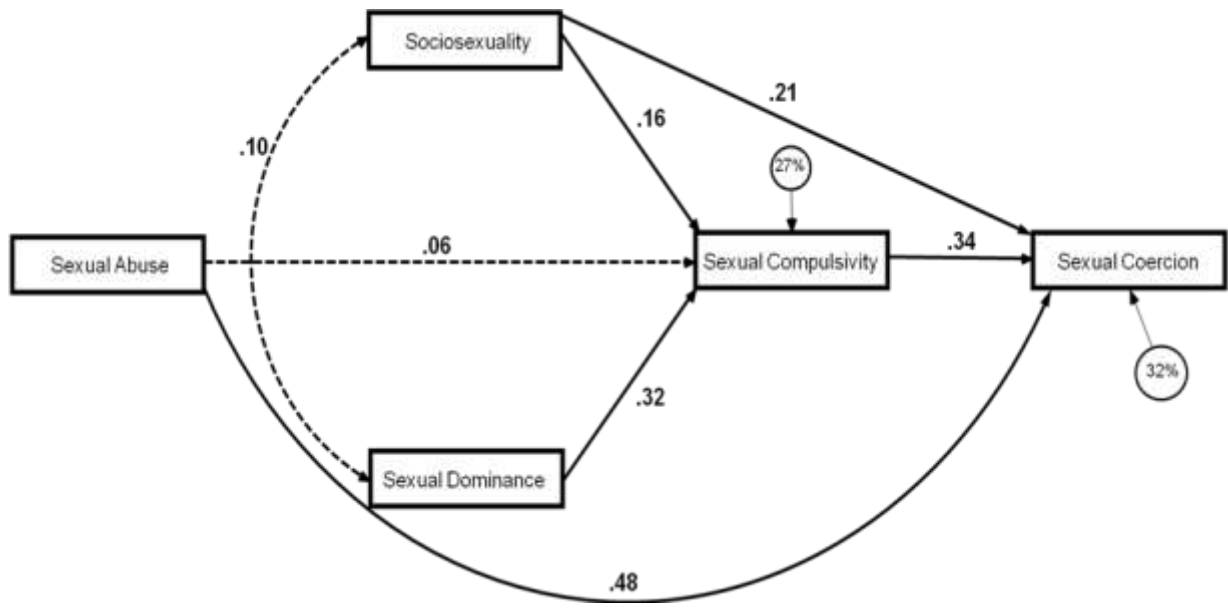 Sociosexuality
.21
.16
.10
27%
.06
.34
Sexual Abuse
Sexual Compulsivity
Sexual Coercion
.32
32%
Sexual Dominance
.48